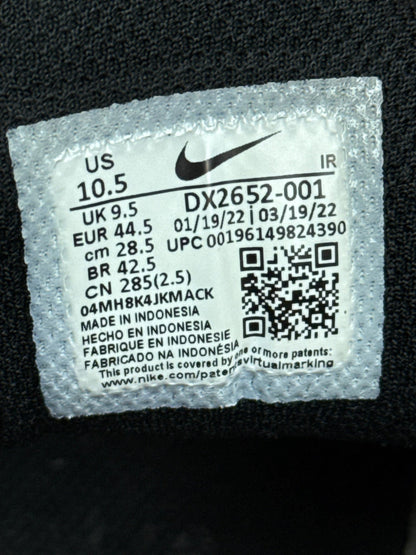 US
10.5
IR
UK 9.5
DX2652-001
EUR 44.5
01/19/22 | 03/19/22
cm 28.5
UPC 00196149824390
BR 42.5
CN 285(2.5)
04MH8K4JKMACK
MADE IN INDONESIA
HECHO EN INDONESIA
FABRIQUE EN INDONESIE
FABRICADO NA INDONÉSIA
This product is covered by one or more patents:
www.nike.com/patents virtualmarking